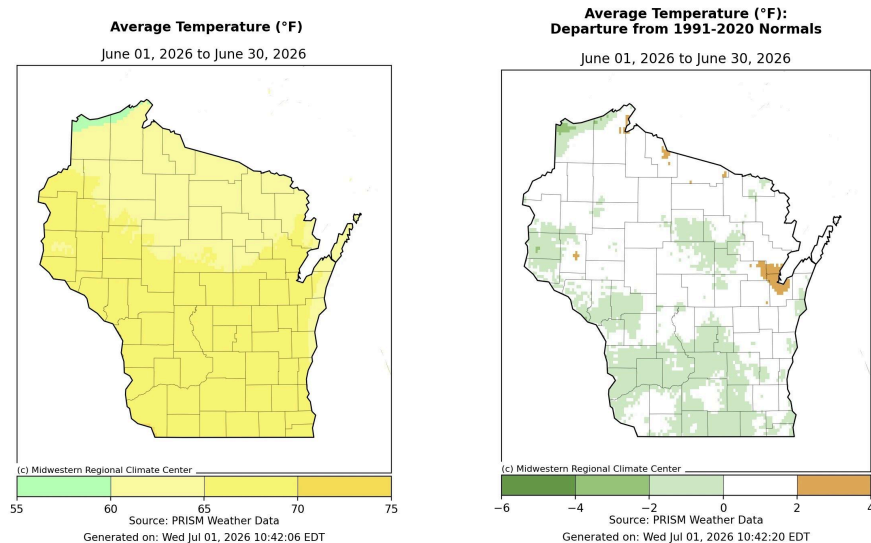 Average Temperature (°F)
June 01, 2026 to June 30, 2026
(c) Midwestern Regional Climate Center
55 60 65 70 75
Source: PRISM Weather Data
Generated on: Wed Jul 01, 2026 10:42:06 EDT
Average Temperature (°F):
Departure from 1991-2020 Normals
June 01, 2026 to June 30, 2026
(c) Midwestern Regional Climate Center
−6 −4 −2 0 2 4
Source: PRISM Weather Data
Generated on: Wed Jul 01, 2026 10:42:20 EDT